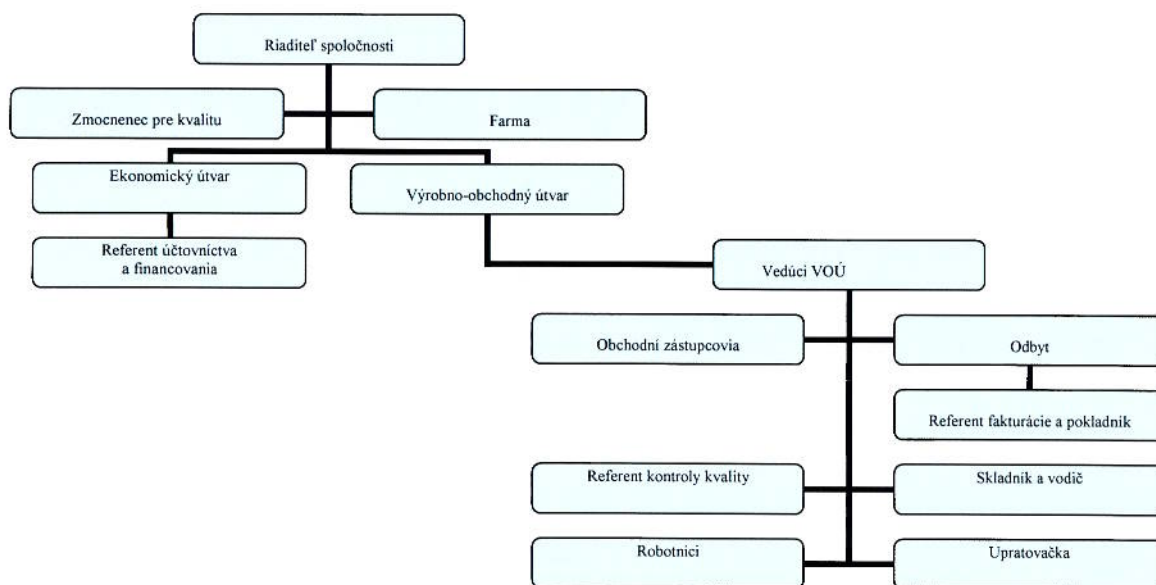 Riaditeľ spoločnosti
Zmocnenec pre kvalitu
Farma
Ekonomický útvar
Výrobno-obchodný útvar
Referent účtovníctva
a financovania
Vedúci VOÚ
Obchodní zástupcovia
Odbyt
Referent fakturácie a pokladník
Referent kontroly kvality
Skladník a vodič
Robotníci
Upratovačka